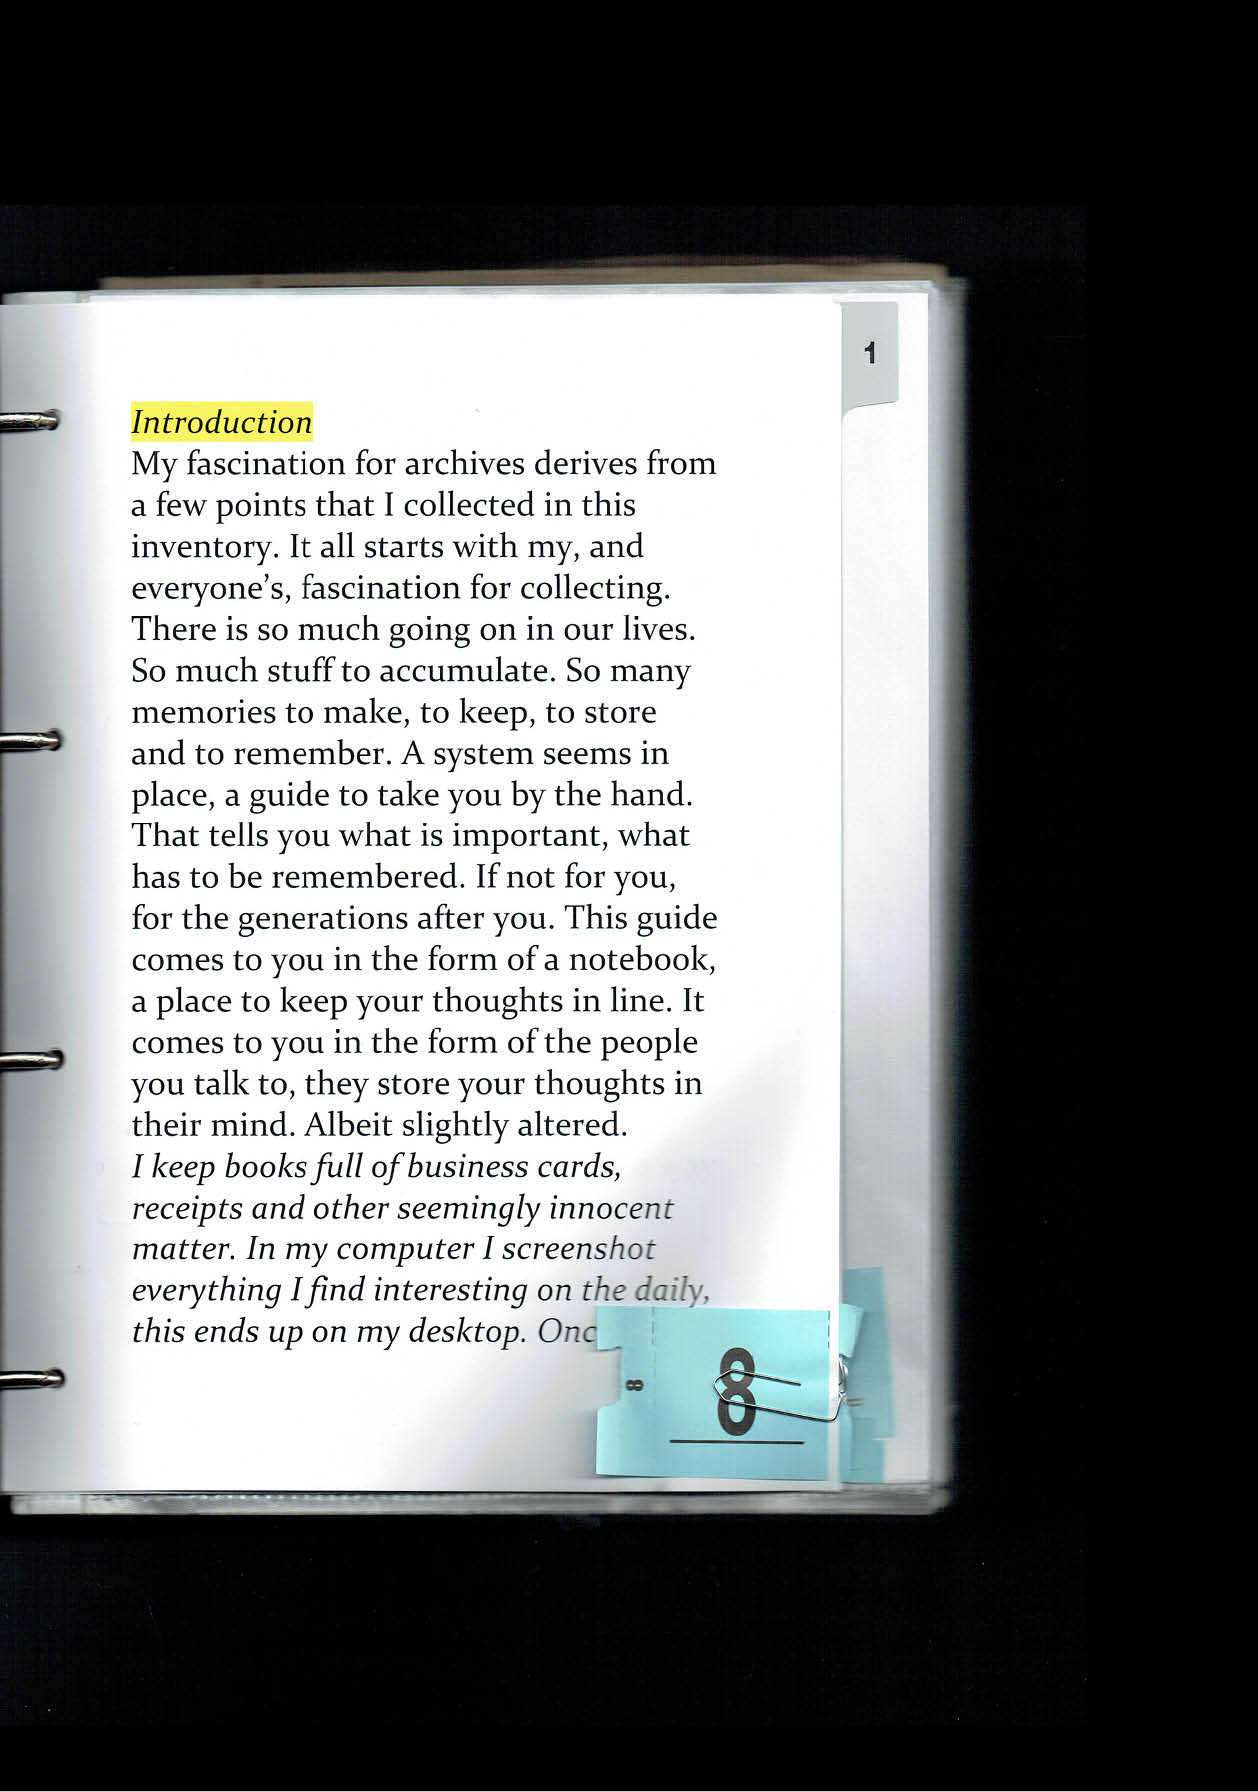 1
Introduction
My fascination for archives derives from
a few points that I collected in this
inventory. It all starts with my, and
everyone’s, fascination for collecting.
There is so much going on in our lives.
So much stuff to accumulate. So many
memories to make, to keep, to store
and to remember. A system seems in
place, a guide to take you by the hand.
That tells you what is important, what
has to be remembered. If not for you,
for the generations after you. This guide
comes to you in the form of a notebook,
a place to keep your thoughts in line. It
comes to you in the form of the people
you talk to, they store your thoughts in
their mind. Albeit slightly altered.
I keep books full of business cards,
receipts and other seemingly innocent
matter. In my computer I screenshot
everything I find interesting on the daily,
this ends up on my desktop.
8
8